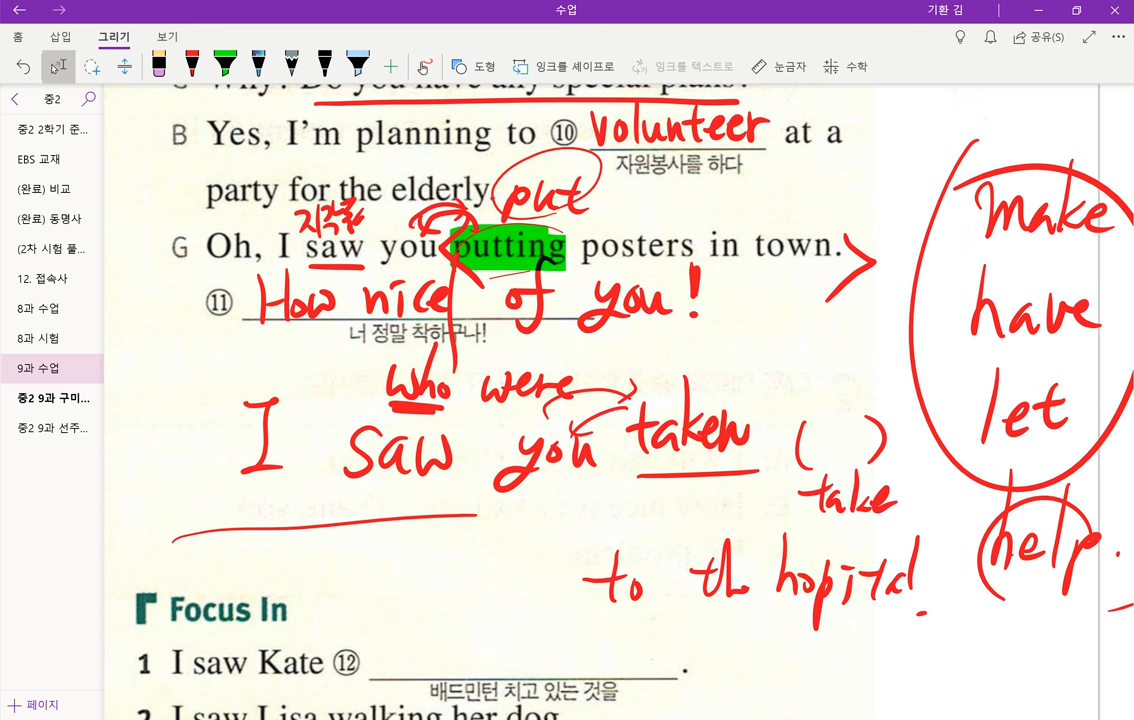 수업
기환 김
홈 삽입 그리기 보기
공유(S)
도형 잉크를 셰이프로 잉크를 텍스트로 눈금자 수학
중2
중2 2학기 준...
EBS 교재
(완료) 비교
(완료) 동명사
(2차 시험 풀...
12. 접속사
8과 수업
8과 시험
9과 수업
중2 9과 구미...
중2 9과 선주...
페이지
G Why? Do you have any special plans?
B Yes, I'm planning to ⑩ volunteer at a
자원봉사를 하다
party for the elderly.
put
지각동
G Oh, I saw you putting posters in town.
⑪ How nice of you!
너 정말 착하구나!
who were
I saw you taken ( )
take
to the hopital.
make
have
let
help.
Focus In
1 I saw Kate ⑫ .
배드민턴 치고 있는 것을
2 I saw Lisa walking her dog